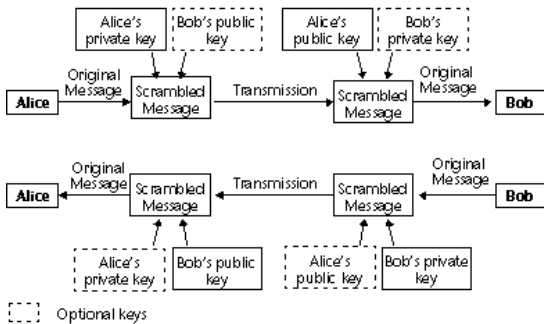 Alice's
private key
Bob's public
key
Alice's
public key
Bob's
private key
Original
Message
Transmission
Original
Message
Alice
Scrambled
Message
Scrambled
Message
Bob
Original
Message
Transmission
Original
Message
Alice
Scrambled
Message
Scrambled
Message
Bob
Alice's
private key
Bob's public
key
Alice's
public key
Bob's private
key
Optional keys